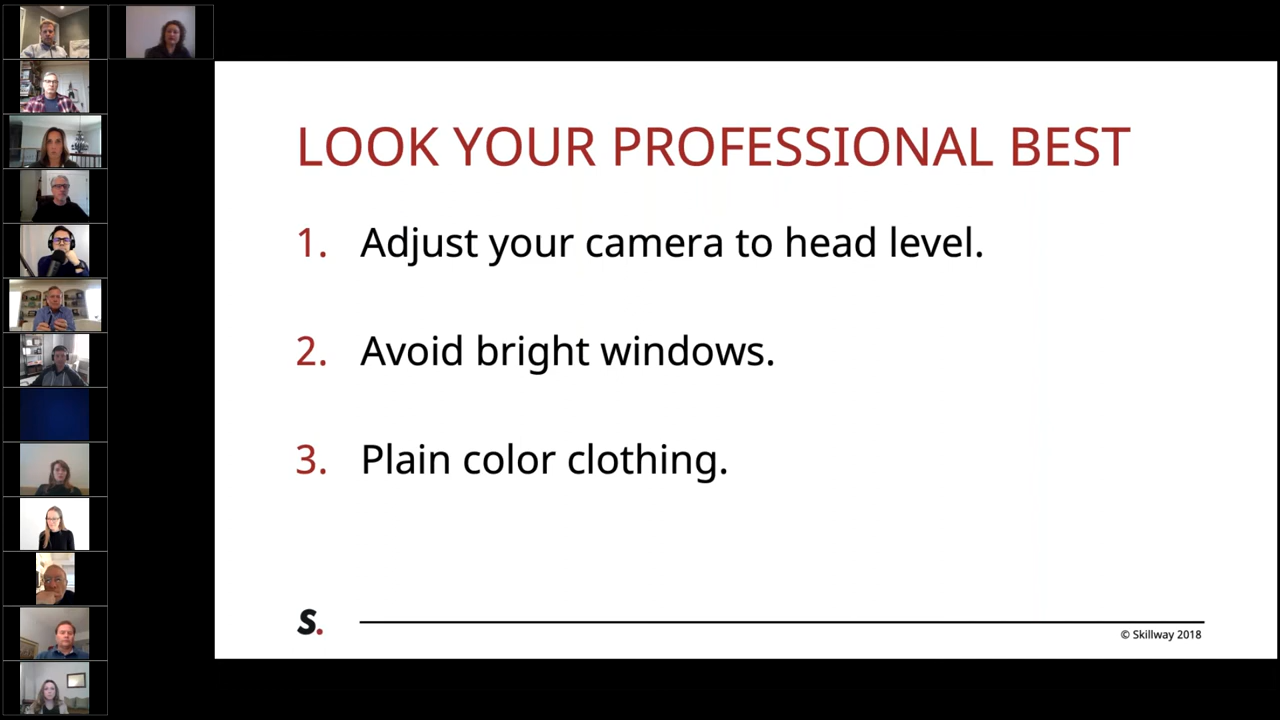 LOOK YOUR PROFESSIONAL BEST
1. Adjust your camera to head level.
2. Avoid bright windows.
3. Plain color clothing.
S.
© Skillway 2018